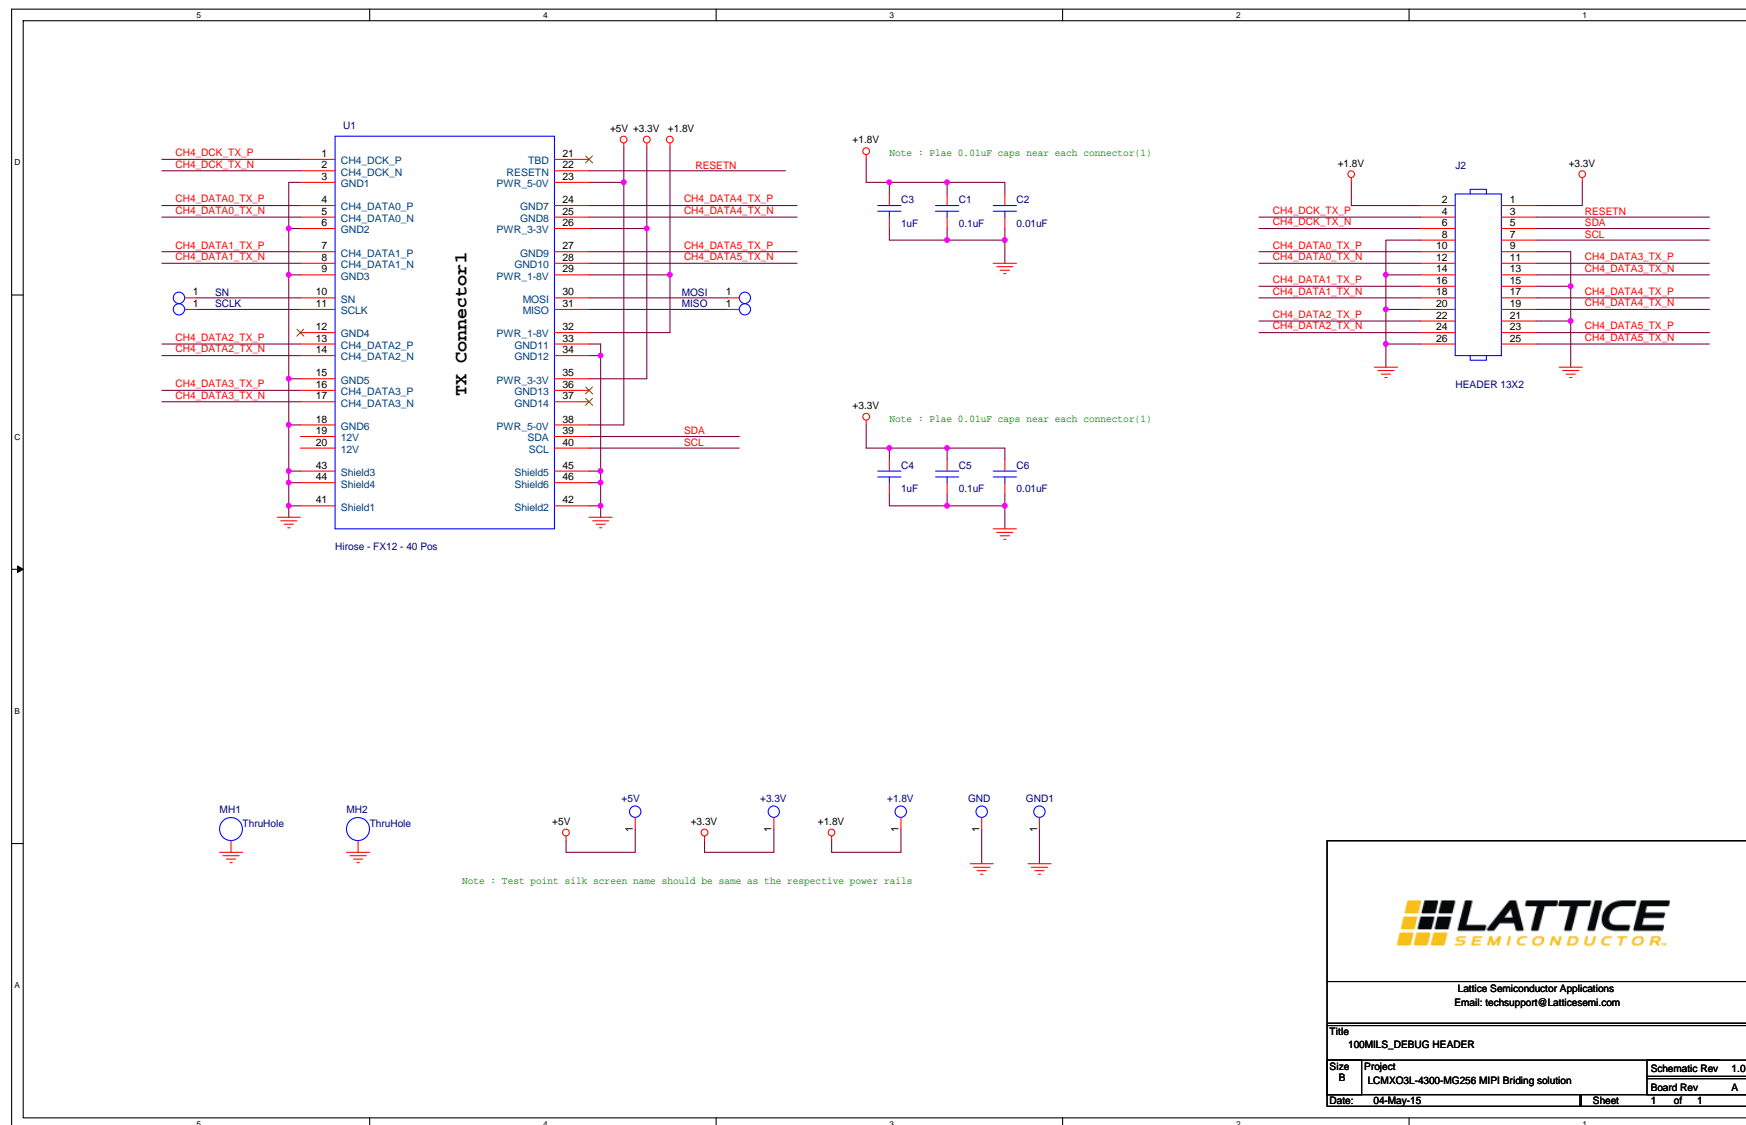 5 4 3 2 1
D
C
B
A
U1
TX Connector1
Hirose - FX12 - 40 Pos
CH4_DCK_TX_P 1 CH4_DCK_P
CH4_DCK_TX_N 2 CH4_DCK_N
3 GND1
CH4_DATA0_TX_P 4 CH4_DATA0_P
CH4_DATA0_TX_N 5 CH4_DATA0_N
6 GND2
CH4_DATA1_TX_P 7 CH4_DATA1_P
CH4_DATA1_TX_N 8 CH4_DATA1_N
9 GND3
1 SN 10 SN
1 SCLK 11 SCLK
12 GND4
CH4_DATA2_TX_P 13 CH4_DATA2_P
CH4_DATA2_TX_N 14 CH4_DATA2_N
15 GND5
CH4_DATA3_TX_P 16 CH4_DATA3_P
CH4_DATA3_TX_N 17 CH4_DATA3_N
18 GND6
19 12V
20 12V
43 Shield3
44 Shield4
41 Shield1
+5V +3.3V +1.8V
TBD 21
RESETN 22 RESETN
PWR_5-0V 23
GND7 24 CH4_DATA4_TX_P
GND8 25 CH4_DATA4_TX_N
PWR_3-3V 26
GND9 27 CH4_DATA5_TX_P
GND10 28 CH4_DATA5_TX_N
PWR_1-8V 29
MOSI 30 MOSI 1
MISO 31 MISO 1
PWR_1-8V 32
GND11 33
GND12 34
PWR_3-3V 35
GND13 36
GND14 37
PWR_5-0V 38
SDA 39 SDA
SCL 40 SCL
Shield5 45
Shield6 46
Shield2 42
+1.8V
Note : Plae 0.01uF caps near each connector(1)
C3 C1 C2
1uF 0.1uF 0.01uF
+3.3V
Note : Plae 0.01uF caps near each connector(1)
C4 C5 C6
1uF 0.1uF 0.01uF
J2
+1.8V +3.3V
2 1
CH4_DCK_TX_P 4 3 RESETN
CH4_DCK_TX_N 6 5 SDA
8 7 SCL
CH4_DATA0_TX_P 10 9
CH4_DATA0_TX_N 12 11 CH4_DATA3_TX_P
14 13 CH4_DATA3_TX_N
CH4_DATA1_TX_P 16 15
CH4_DATA1_TX_N 18 17 CH4_DATA4_TX_P
20 19 CH4_DATA4_TX_N
CH4_DATA2_TX_P 22 21
CH4_DATA2_TX_N 24 23 CH4_DATA5_TX_P
26 25 CH4_DATA5_TX_N
HEADER 13X2
MH1 ThruHole
MH2 ThruHole
+5V +5V 1
+3.3V +3.3V 1
+1.8V +1.8V 1
GND 1
GND1 1
Note : Test point silk screen name should be same as the respective power rails
LATTICE
SEMICONDUCTOR.
Lattice Semiconductor Applications
Email: techsupport@Latticesemi.com
Title
100MILS_DEBUG HEADER
Size Project
B LCMXO3L-4300-MG256 MIPI Briding solution
Schematic Rev 1.0
Board Rev A
Date: 04-May-15 Sheet 1 of 1
5 4 3 2 1